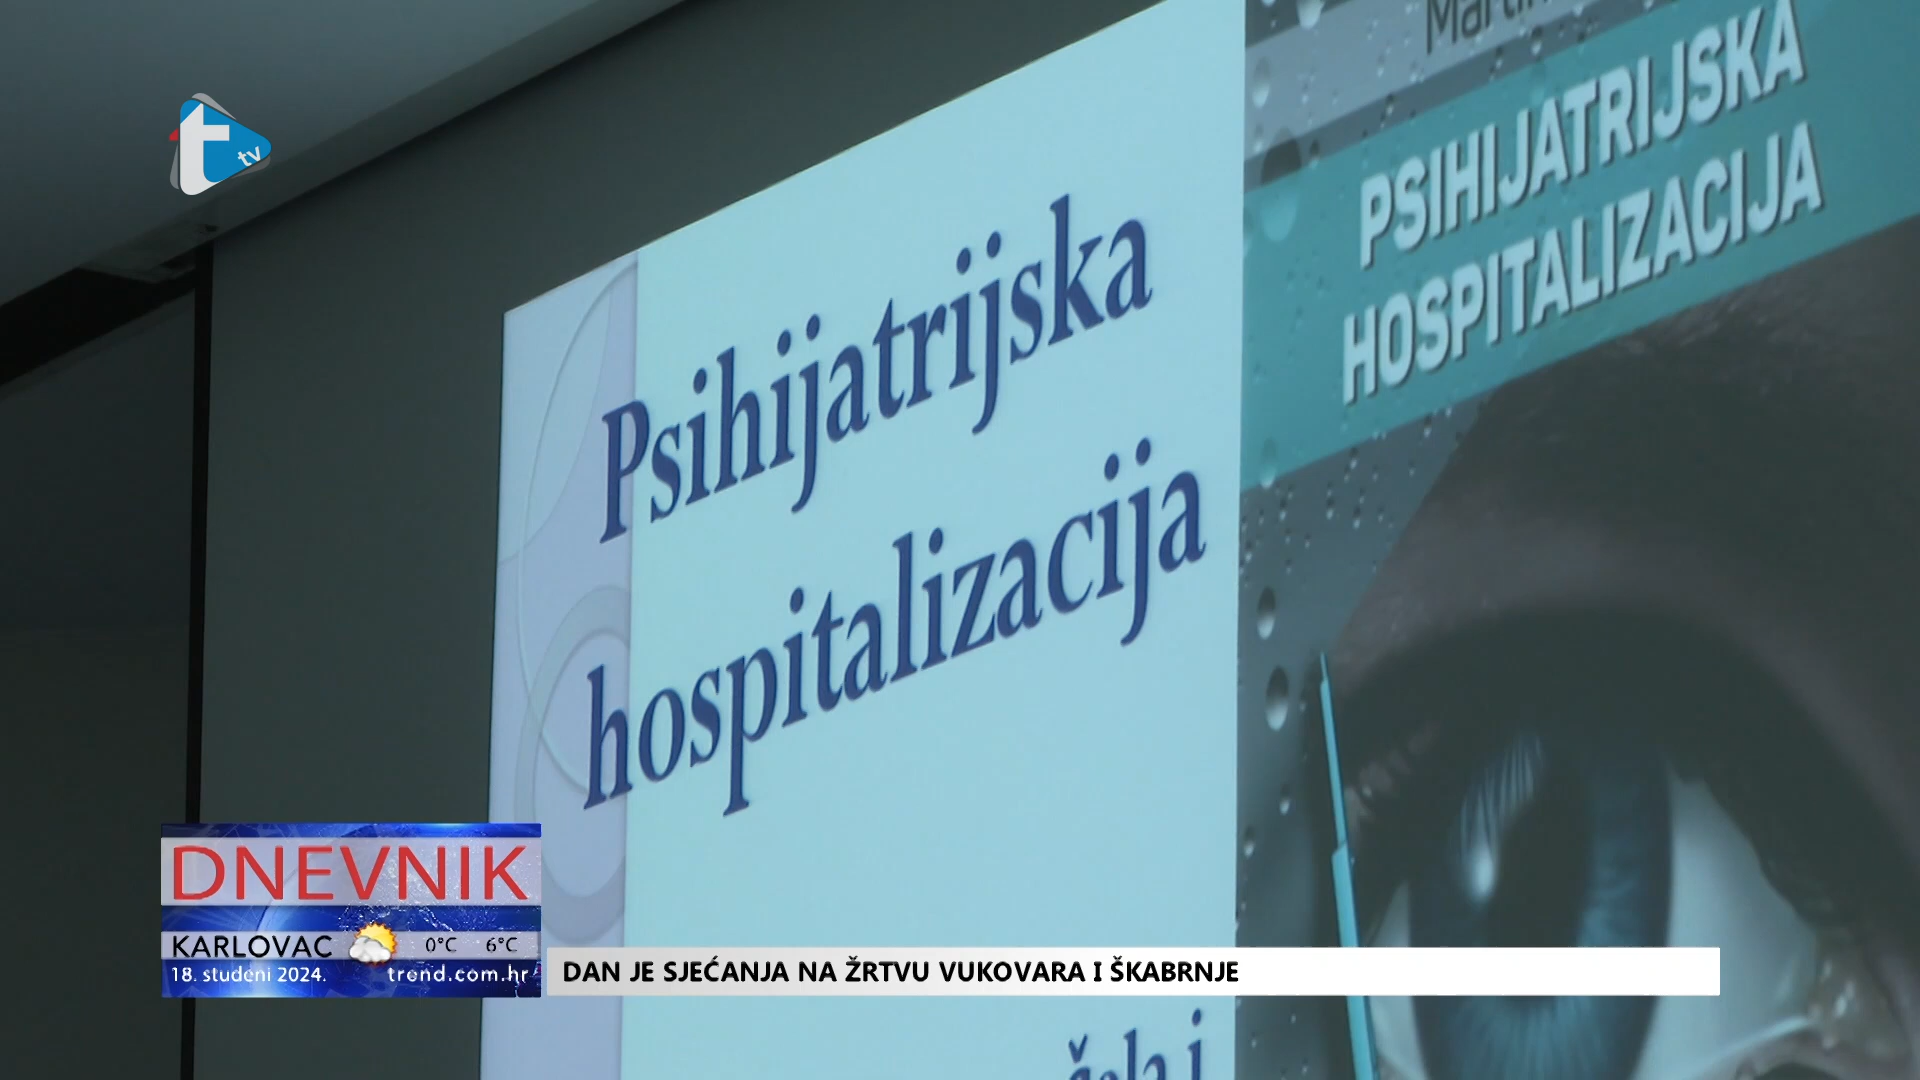 t tv
Psihijatrijska
hospitalizacija
PSIHIJATRIJSKA
HOSPITALIZACIJA
DNEVNIK
KARLOVAC 0°C 6°C
18. studeni 2024. trend.com.hr
DAN JE SJEĆANJA NA ŽRTVU VUKOVARA I ŠKABRNJE